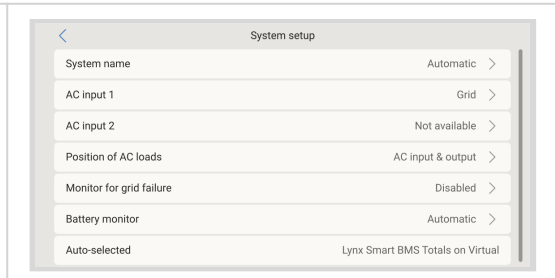 System setup
System name Automatic
AC input 1 Grid
AC input 2 Not available
Position of AC loads AC input & output
Monitor for grid failure Disabled
Battery monitor Automatic
Auto-selected Lynx Smart BMS Totals on Virtual